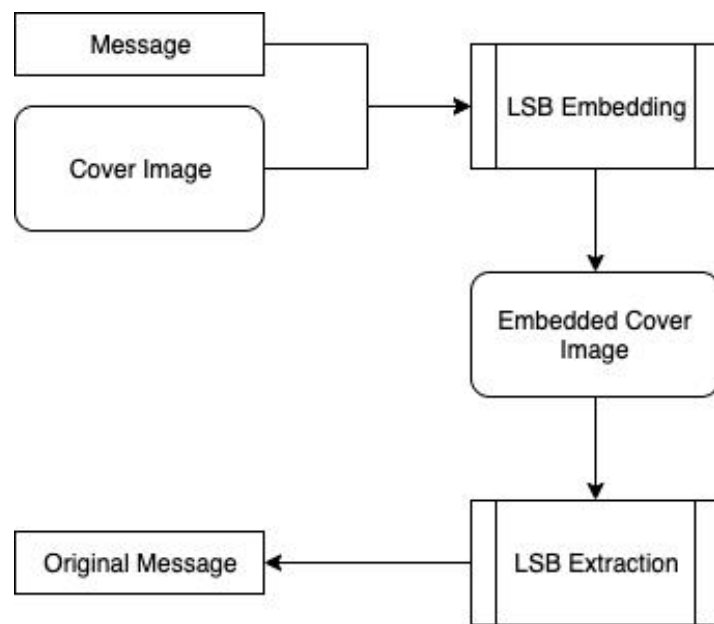 Message
LSB Embedding
Cover Image
Embedded Cover
Image
Original Message
LSB Extraction